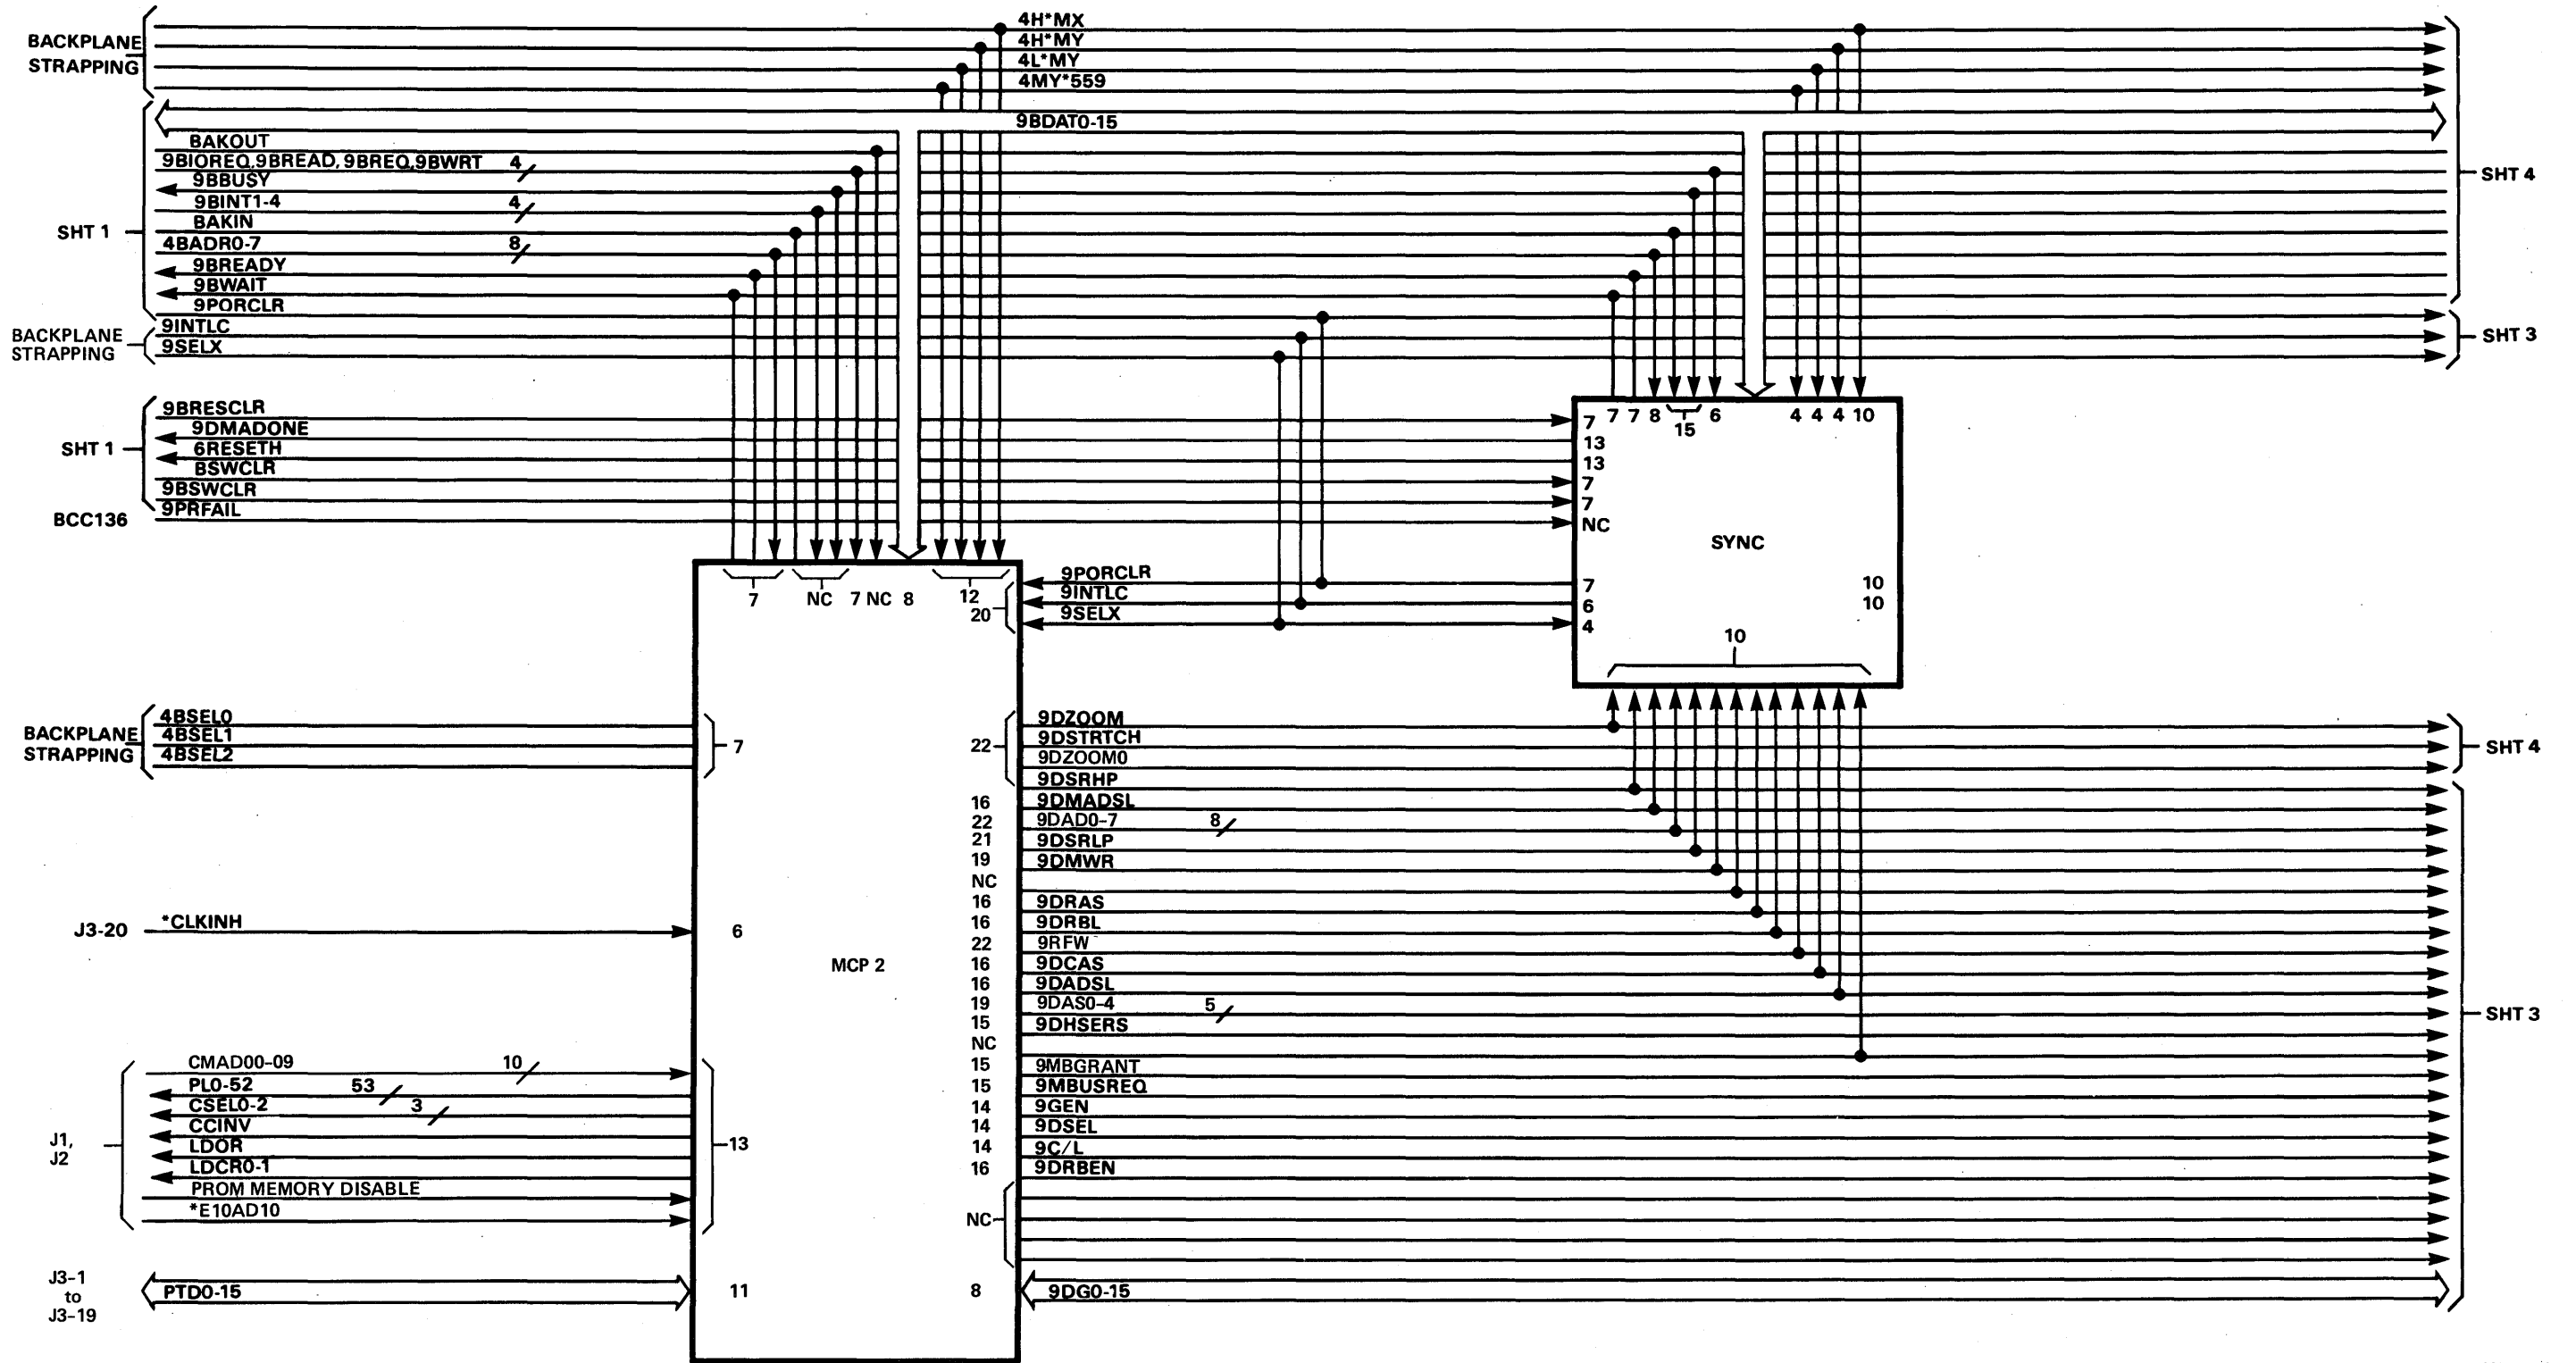 4H*MX
4H*MY
4L*MY
4MY*559
BACKPLANE
STRAPPING
9BDAT0-15
BAKOUT
9BIOREQ,9BREAD, 9BREQ,9BWRT 4
9BBUSY
9BINT1-4 4
BAKIN
4BADR0-7 8
9BREADY
9BWAIT
9PORCLR
SHT 1
SHT 4
9INTLC
9SELX
BACKPLANE
STRAPPING
SHT 3
9BRESCLR
9DMADONE
6RESETH
BSWCLR
9BSWCLR
SHT 1
BCC136
9PRFAIL
7 7 8 6 4 4 4 10
15
7
13
13
7
7
NC
SYNC
7
6
4
10
10
10
7 NC 7 NC 8 12
20
9PORCLR
9INTLC
9SELX
BACKPLANE
STRAPPING
4BSEL0
4BSEL1
4BSEL2
7
J3-20
*CLKINH
6
MCP 2
J1,
J2
CMAD00-09 10
PL0-52 53
CSEL0-2 3
CCINV
LDOR
LDCR0-1
PROM MEMORY DISABLE
*E10AD10
13
J3-1
to
J3-19
PTD0-15
11
22
9DZOOM
9DSTRTCH
9DZOOM0
9DSRHP
SHT 4
16 9DMADSL
22 9DAD0-7 8
21 9DSRLP
19 9DMWR
NC
16 9DRAS
16 9DRBL
22 9RFW
16 9DCAS
16 9DADSL
19 9DAS0-4 5
15 9DHSERS
NC
15 9MBGRANT
15 9MBUSREQ
14 9GEN
14 9DSEL
14 9C/L
16 9DRBEN
NC
8 9DG0-15
SHT 3